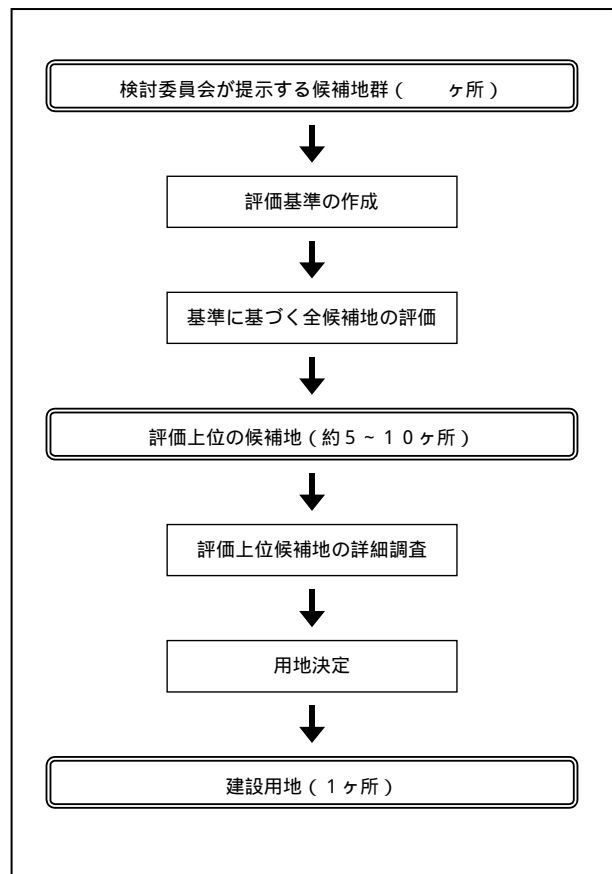 検討委員会が提示する候補地群(　　ヶ所)
評価基準の作成
基準に基づく全候補地の評価
評価上位の候補地(約5~10ヶ所)
評価上位候補地の詳細調査
用地決定
建設用地(1ヶ所)